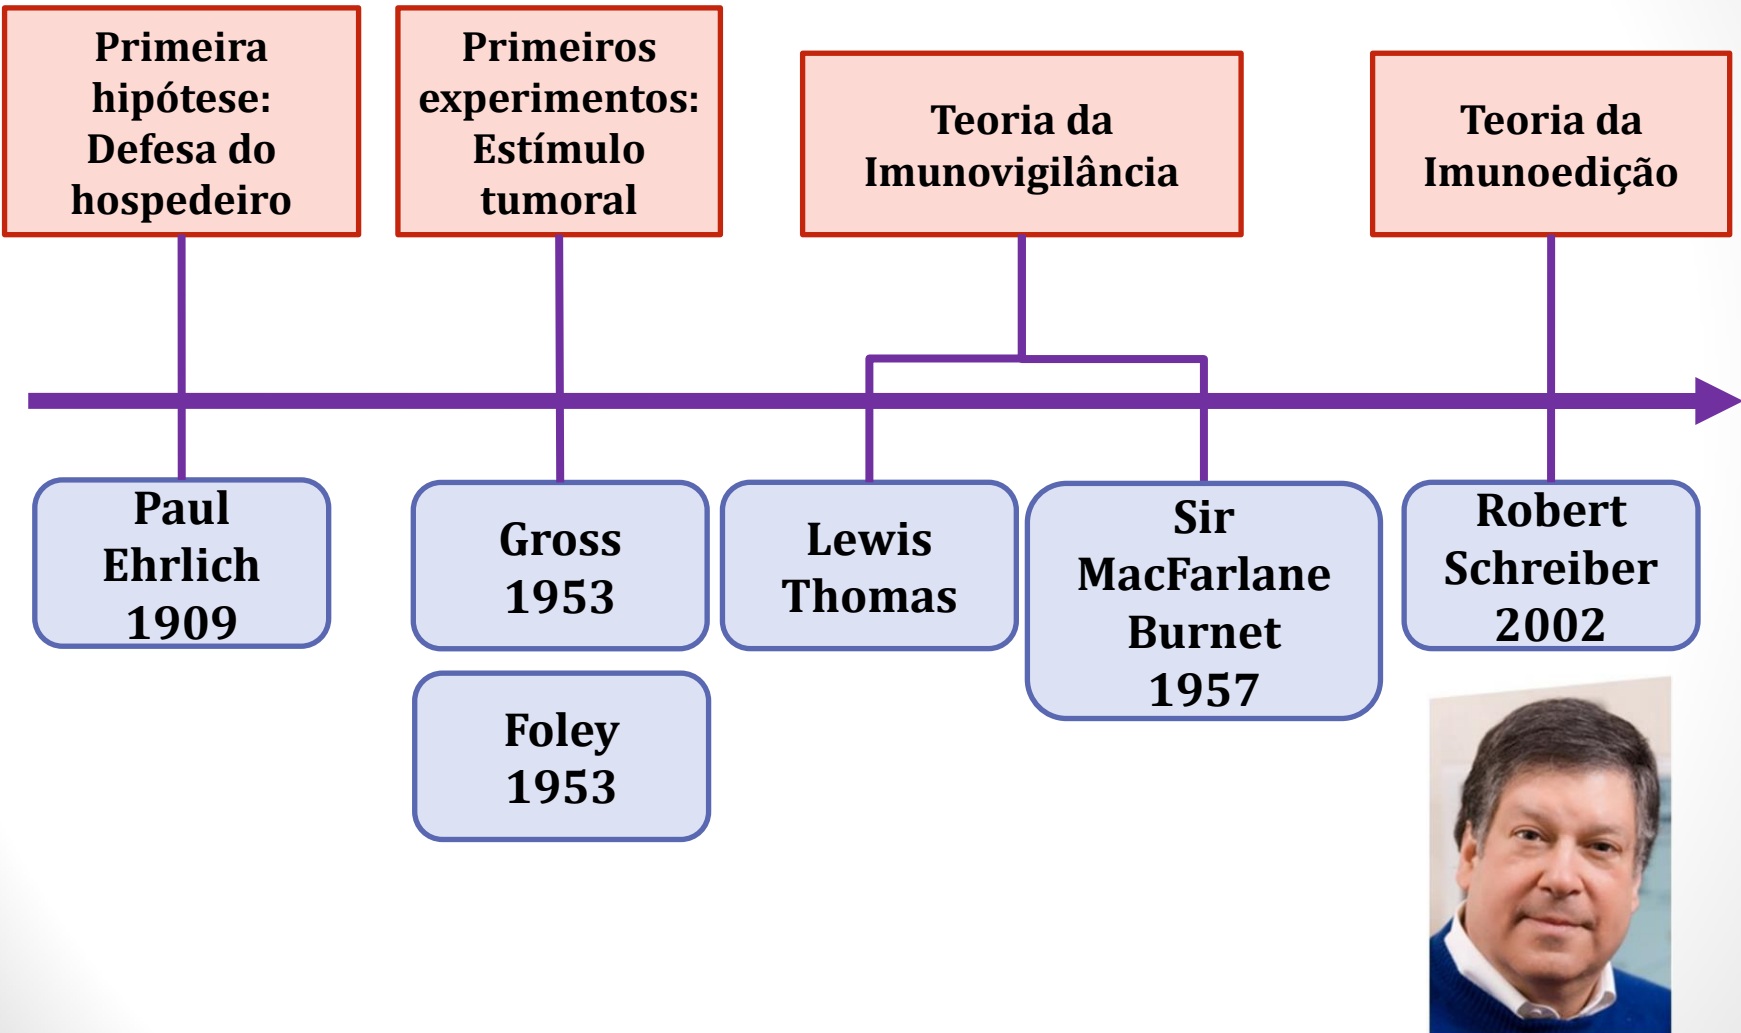 Primeira
hipótese:
Defesa do
hospedeiro
Primeiros
experimentos:
Estímulo
tumoral
Teoria da
Imunovigilância
Teoria da
Imunoedição
Paul
Ehrlich
1909
Gross
1953
Foley
1953
Lewis
Thomas
Sir
MacFarlane
Burnet
1957
Robert
Schreiber
2002